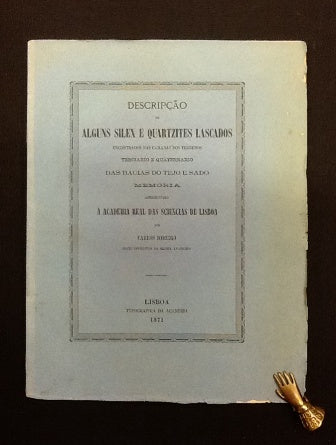 DESCRIPÇÃO
DE
ALGUNS SILEX E QUARTZITES LASCADOS
ENCONTRADOS NAS CAMADAS DOS TERRENOS
TERCIARIO E QUATERNARIO
DAS BACIAS DO TEJO E SADO
MEMORIA
APRESENTADA
Á ACADEMIA REAL DAS SCIENCIAS DE LISBOA
POR
CARLOS RIBEIRO
LISBOA
TYPOGRAPHIA DA ACADEMIA
1871